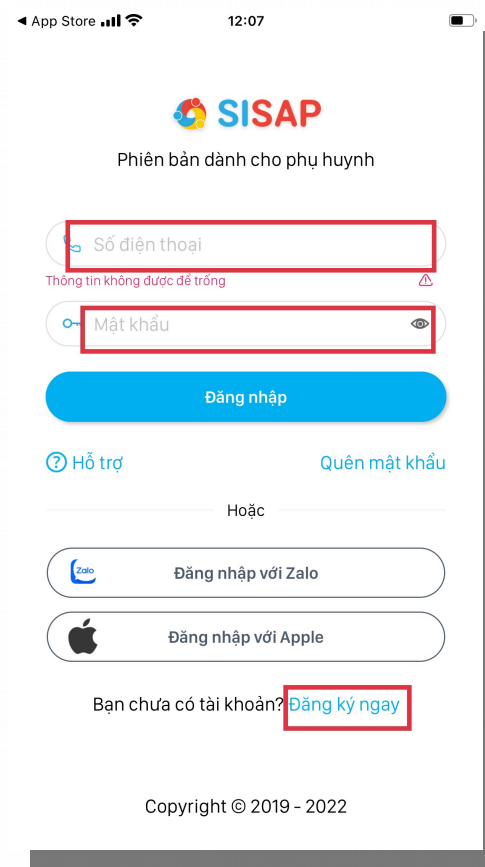 ◀ App Store
12:07
SISAP
Phiên bản dành cho phụ huynh
Số điện thoại
Thông tin không được để trống
Mật khẩu
Đăng nhập
? Hỗ trợ
Quên mật khẩu
Hoặc
Zalo
Đăng nhập với Zalo
Đăng nhập với Apple
Bạn chưa có tài khoản? Đăng ký ngay
Copyright © 2019 - 2022